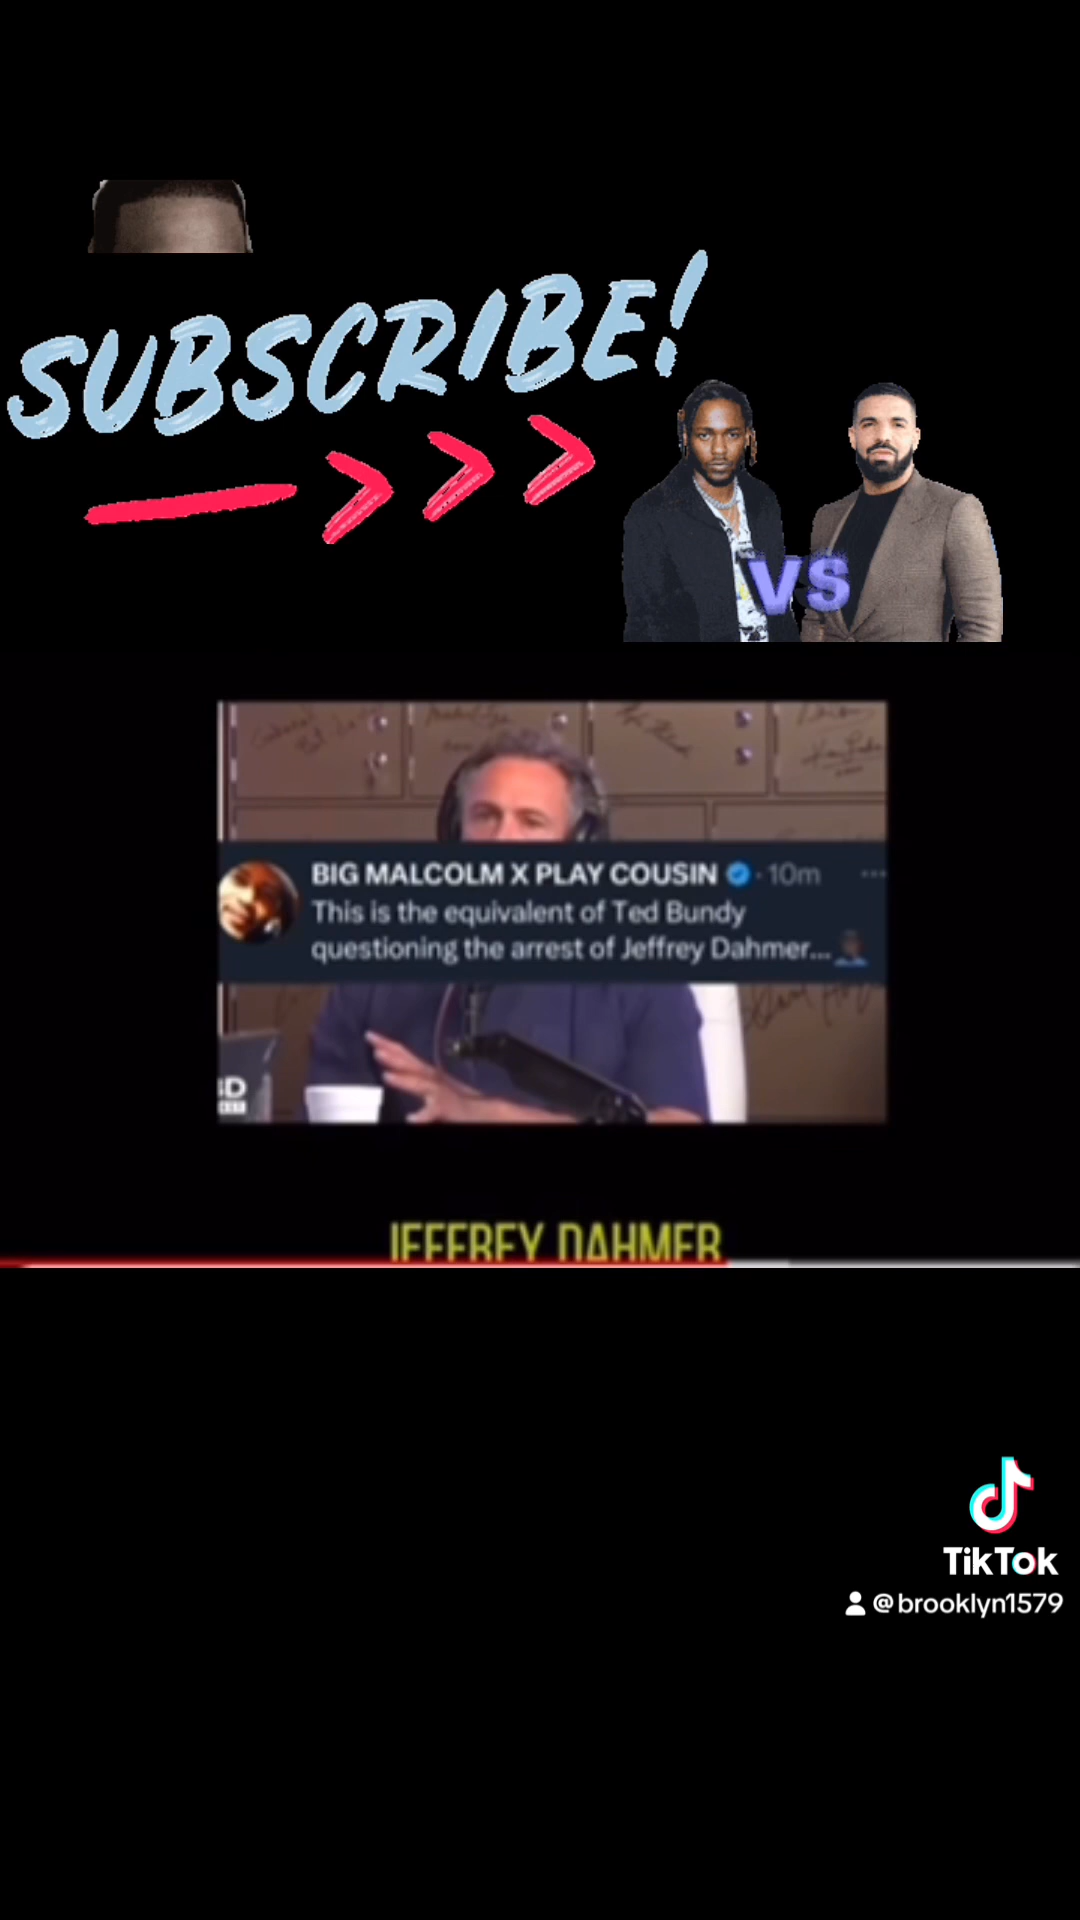 SUBSCRIBE!
VS
BIG MALCOLM X PLAY COUSIN · 10m ...
This is the equivalent of Ted Bundy
questioning the arrest of Jeffrey Dahmer...
JEFFREY DAHMER
TikTok
@brooklyn1579